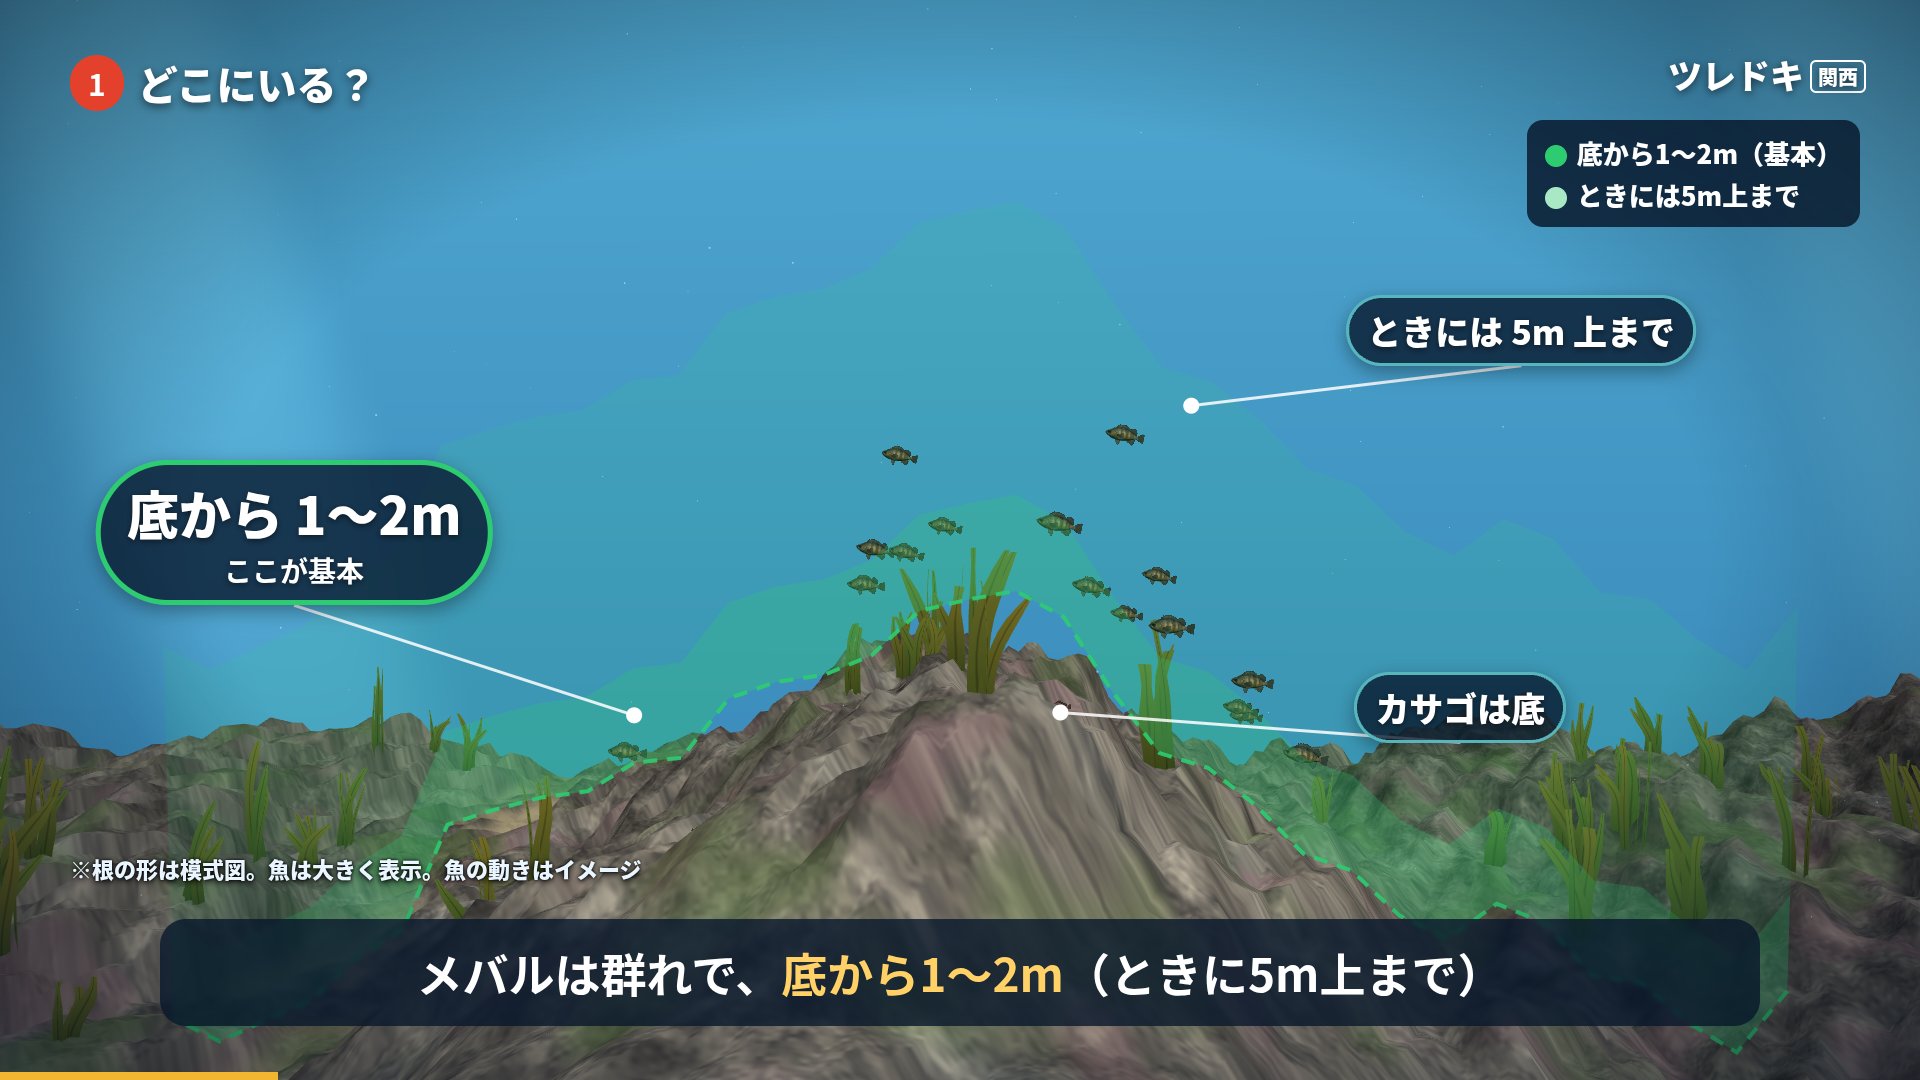 1 どこにいる？
ツレドキ 関西
底から1〜2m（基本）
ときには5m上まで
ときには 5m 上まで
底から 1〜2m
ここが基本
カサゴは底
※根の形は模式図。魚は大きく表示。魚の動きはイメージ
メバルは群れで、底から1〜2m（ときに5m上まで）